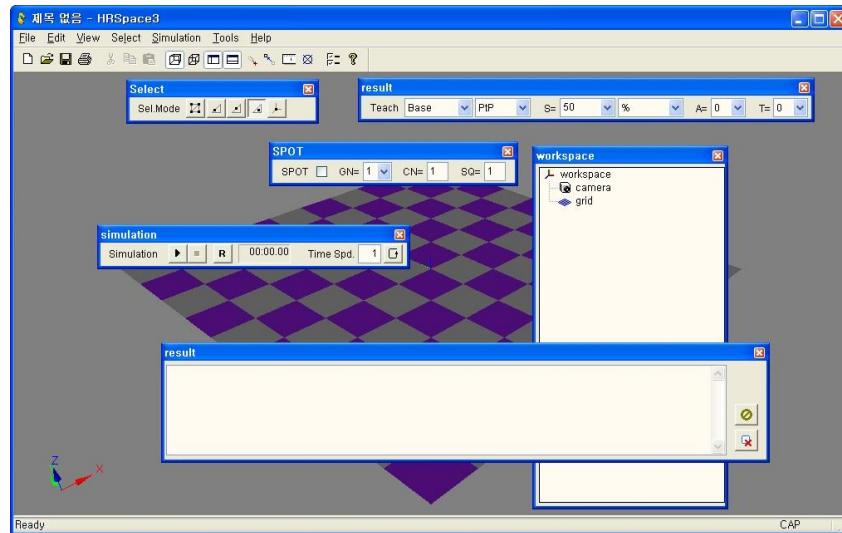 제목 없음 - HRSpace3
File Edit View Select Simulation Tools Help
Select
Sel.Mode
result
Teach Base PtP S= 50 % A= 0 T= 0
SPOT
SPOT GN= 1 CN= 1 SQ= 1
workspace
workspace
camera
grid
simulation
Simulation R 00:00.00 Time Spd. 1
result
Z
X
Ready CAP